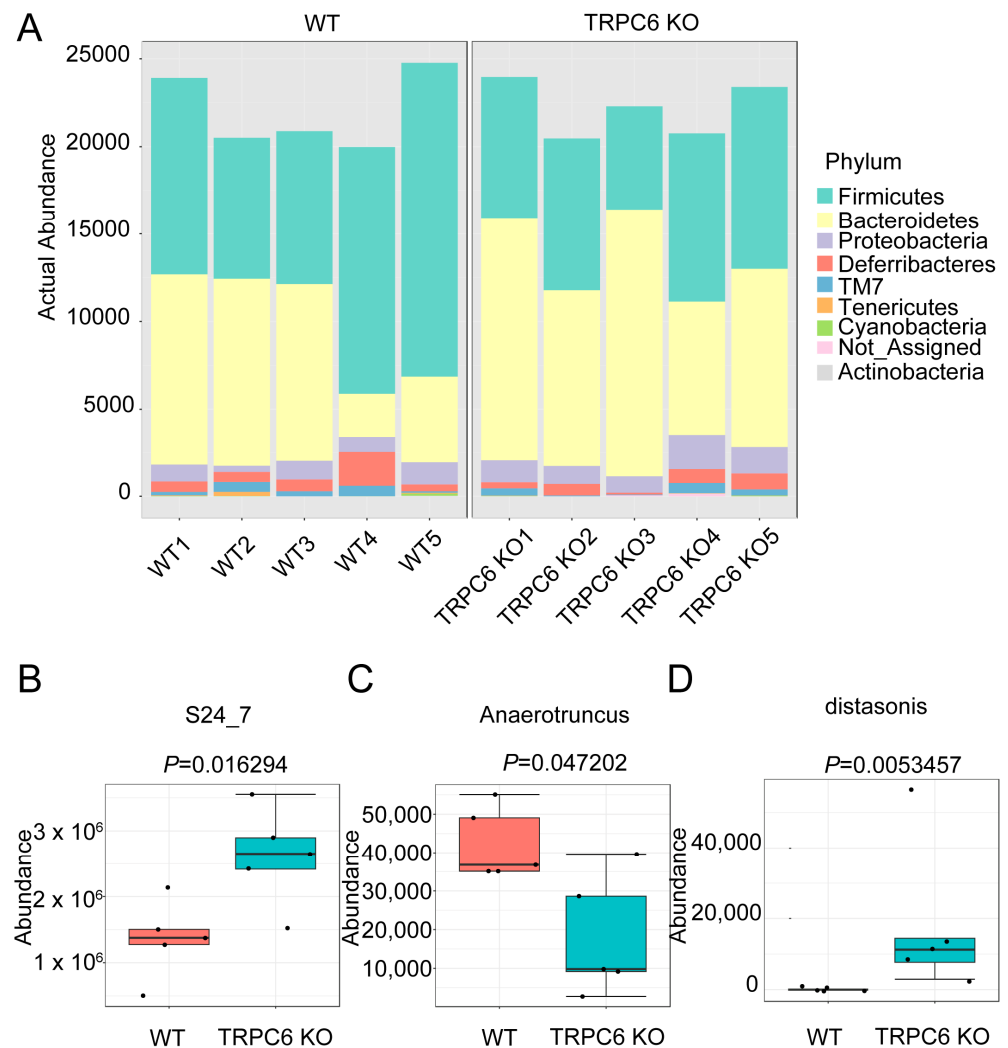 A
WT
TRPC6 KO
25000
20000
15000
10000
5000
0
Actual Abundance
WT1
WT2
WT3
WT4
WT5
TRPC6 KO1
TRPC6 KO2
TRPC6 KO3
TRPC6 KO4
TRPC6 KO5
Phylum
Firmicutes
Bacteroidetes
Proteobacteria
Deferribacteres
TM7
Tenericutes
Cyanobacteria
Not_Assigned
Actinobacteria
B
S24_7
P=0.016294
3 x 10⁶
2 x 10⁶
1 x 10⁶
Abundance
WT
TRPC6 KO
C
Anaerotruncus
P=0.047202
50,000
40,000
30,000
20,000
10,000
Abundance
WT
TRPC6 KO
D
distasonis
P=0.0053457
40,000
20,000
0
Abundance
WT
TRPC6 KO